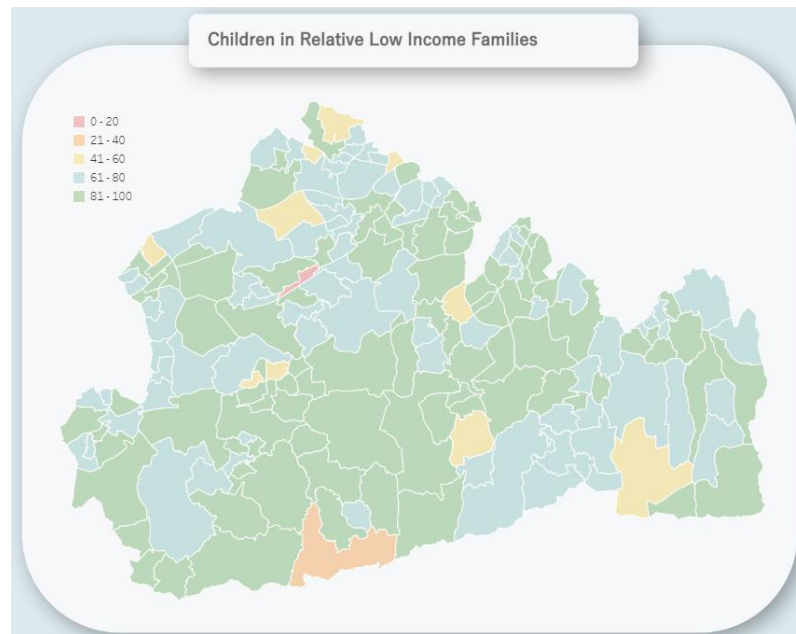 Children in Relative Low Income Families
0 - 20
21 - 40
41 - 60
61 - 80
81 - 100